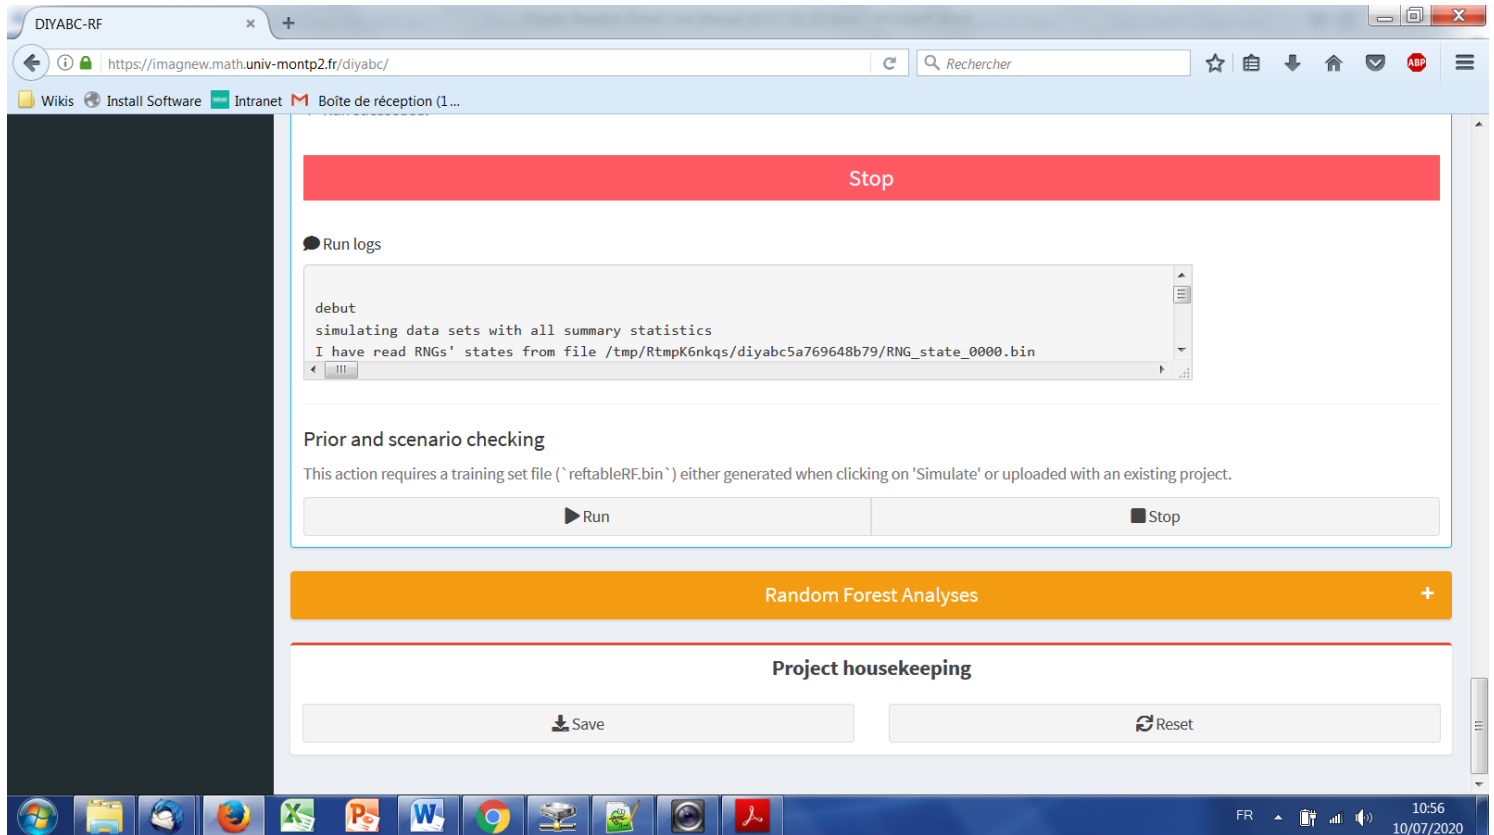 DIYABC-RF
https://imagnew.math.univ-montp2.fr/diyabc/
Rechercher
ABP
Wikis
Install Software
Intranet
Boîte de réception (1...
Stop
Run logs
debut
simulating data sets with all summary statistics
I have read RNGs' states from file /tmp/RtmpK6nkqs/diyabc5a769648b79/RNG_state_0000.bin
Prior and scenario checking
This action requires a training set file (`reftableRF.bin`) either generated when clicking on 'Simulate' or uploaded with an existing project.
Run
Stop
Random Forest Analyses
Project housekeeping
Save
Reset
FR
10:56
10/07/2020